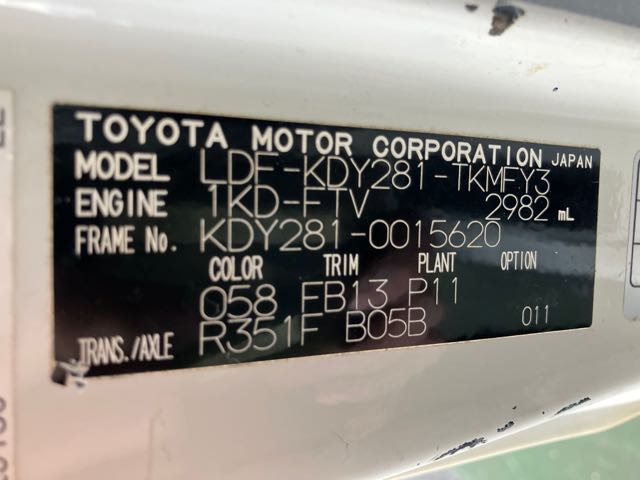 TOYOTA MOTOR CORPORATION JAPAN
MODEL LDF-KDY281-TKMFY3
ENGINE 1KD-FTV 2982 mL
FRAME No. KDY281-0015620
COLOR TRIM PLANT OPTION
058 FB13 P11
TRANS./AXLE R351F B05B 011